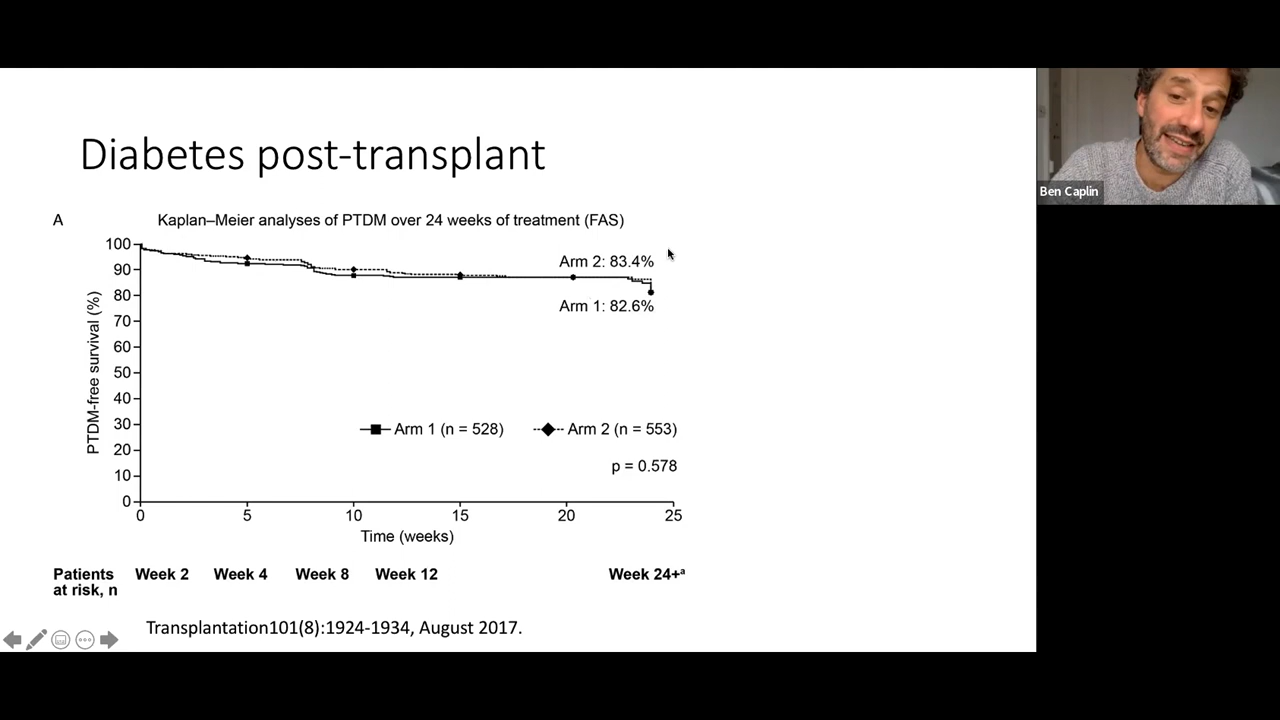 Diabetes post-transplant
A
Kaplan–Meier analyses of PTDM over 24 weeks of treatment (FAS)
100
90
80
70
60
50
40
30
20
10
0
PTDM-free survival (%)
Arm 2: 83.4%
Arm 1: 82.6%
Arm 1 (n = 528)
Arm 2 (n = 553)
p = 0.578
0 5 10 15 20 25
Time (weeks)
Patients Week 2 Week 4 Week 8 Week 12 Week 24+ᵃ
at risk, n
Transplantation101(8):1924-1934, August 2017.
Ben Caplin